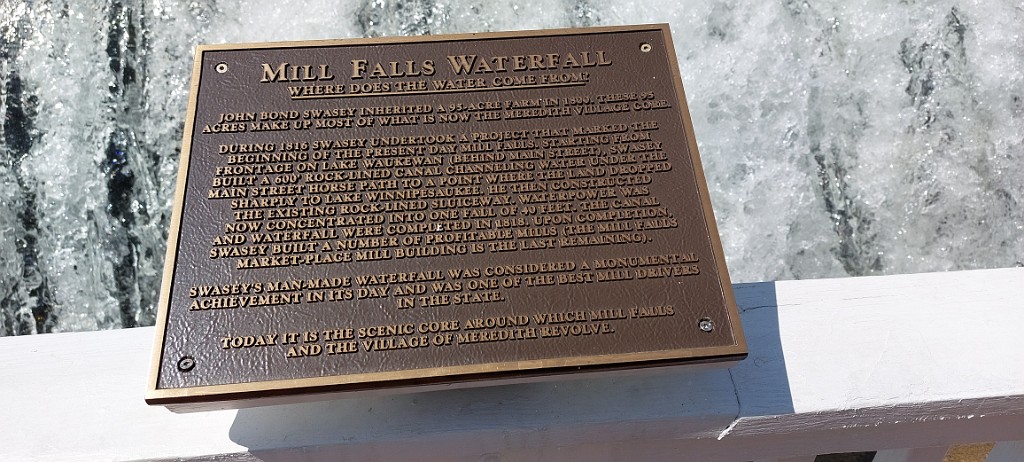 MILL FALLS WATERFALL
WHERE DOES THE WATER COME FROM?
JOHN BOND SWASEY INHERITED A 95-ACRE FARM IN 1800. THESE 95
ACRES MAKE UP MOST OF WHAT IS NOW THE MEREDITH VILLAGE CORE.
DURING 1816 SWASEY UNDERTOOK A PROJECT THAT MARKED THE
BEGINNING OF THE PRESENT DAY MILL FALLS. STARTING FROM
FRONTAGE ON LAKE WAUKEWAN (BEHIND MAIN STREET), SWASEY
BUILT A 600' ROCK-LINED CANAL CHANNELING WATER UNDER THE
MAIN STREET HORSE PATH TO A POINT WHERE THE LAND DROPPED
SHARPLY TO LAKE WINNIPESAUKEE. HE THEN CONSTRUCTED
THE EXISTING ROCK-LINED SLUICEWAY. WATERPOWER WAS
NOW CONCENTRATED INTO ONE FALL OF 40 FEET. THE CANAL
AND WATERFALL WERE COMPLETED IN 1818. UPON COMPLETION,
SWASEY BUILT A NUMBER OF PROFITABLE MILLS (THE MILL FALLS
MARKET-PLACE MILL BUILDING IS THE LAST REMAINING).
SWASEY'S MAN-MADE WATERFALL WAS CONSIDERED A MONUMENTAL
ACHIEVEMENT IN ITS DAY AND WAS ONE OF THE BEST MILL DRIVERS
IN THE STATE.
TODAY IT IS THE SCENIC CORE AROUND WHICH MILL FALLS
AND THE VILLAGE OF MEREDITH REVOLVE.